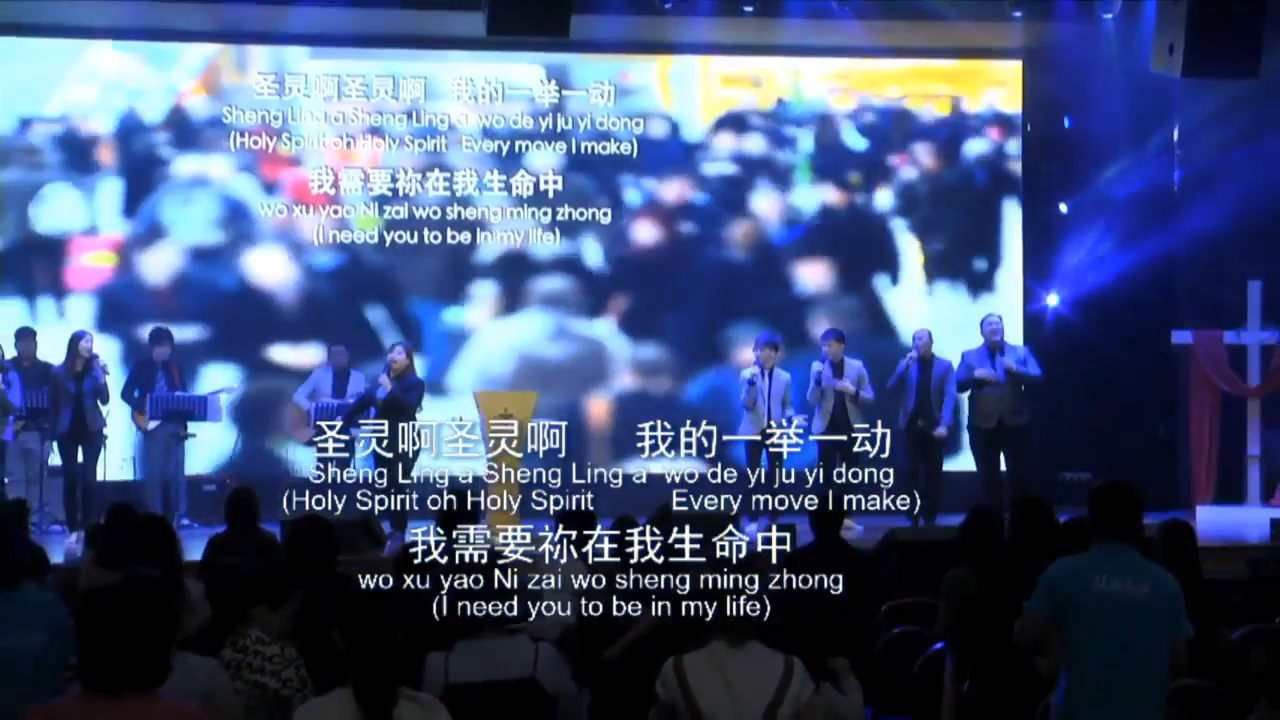 圣灵啊圣灵啊 我的一举一动
Sheng Ling a Sheng Ling a wo de yi ju yi dong
(Holy Spirit oh Holy Spirit Every move I make)
我需要祢在我生命中
wo xu yao Ni zai wo sheng ming zhong
(I need you to be in my life)
圣灵啊圣灵啊 我的一举一动
Sheng Ling a Sheng Ling a wo de yi ju yi dong
(Holy Spirit oh Holy Spirit Every move I make)
我需要祢在我生命中
wo xu yao Ni zai wo sheng ming zhong
(I need you to be in my life)